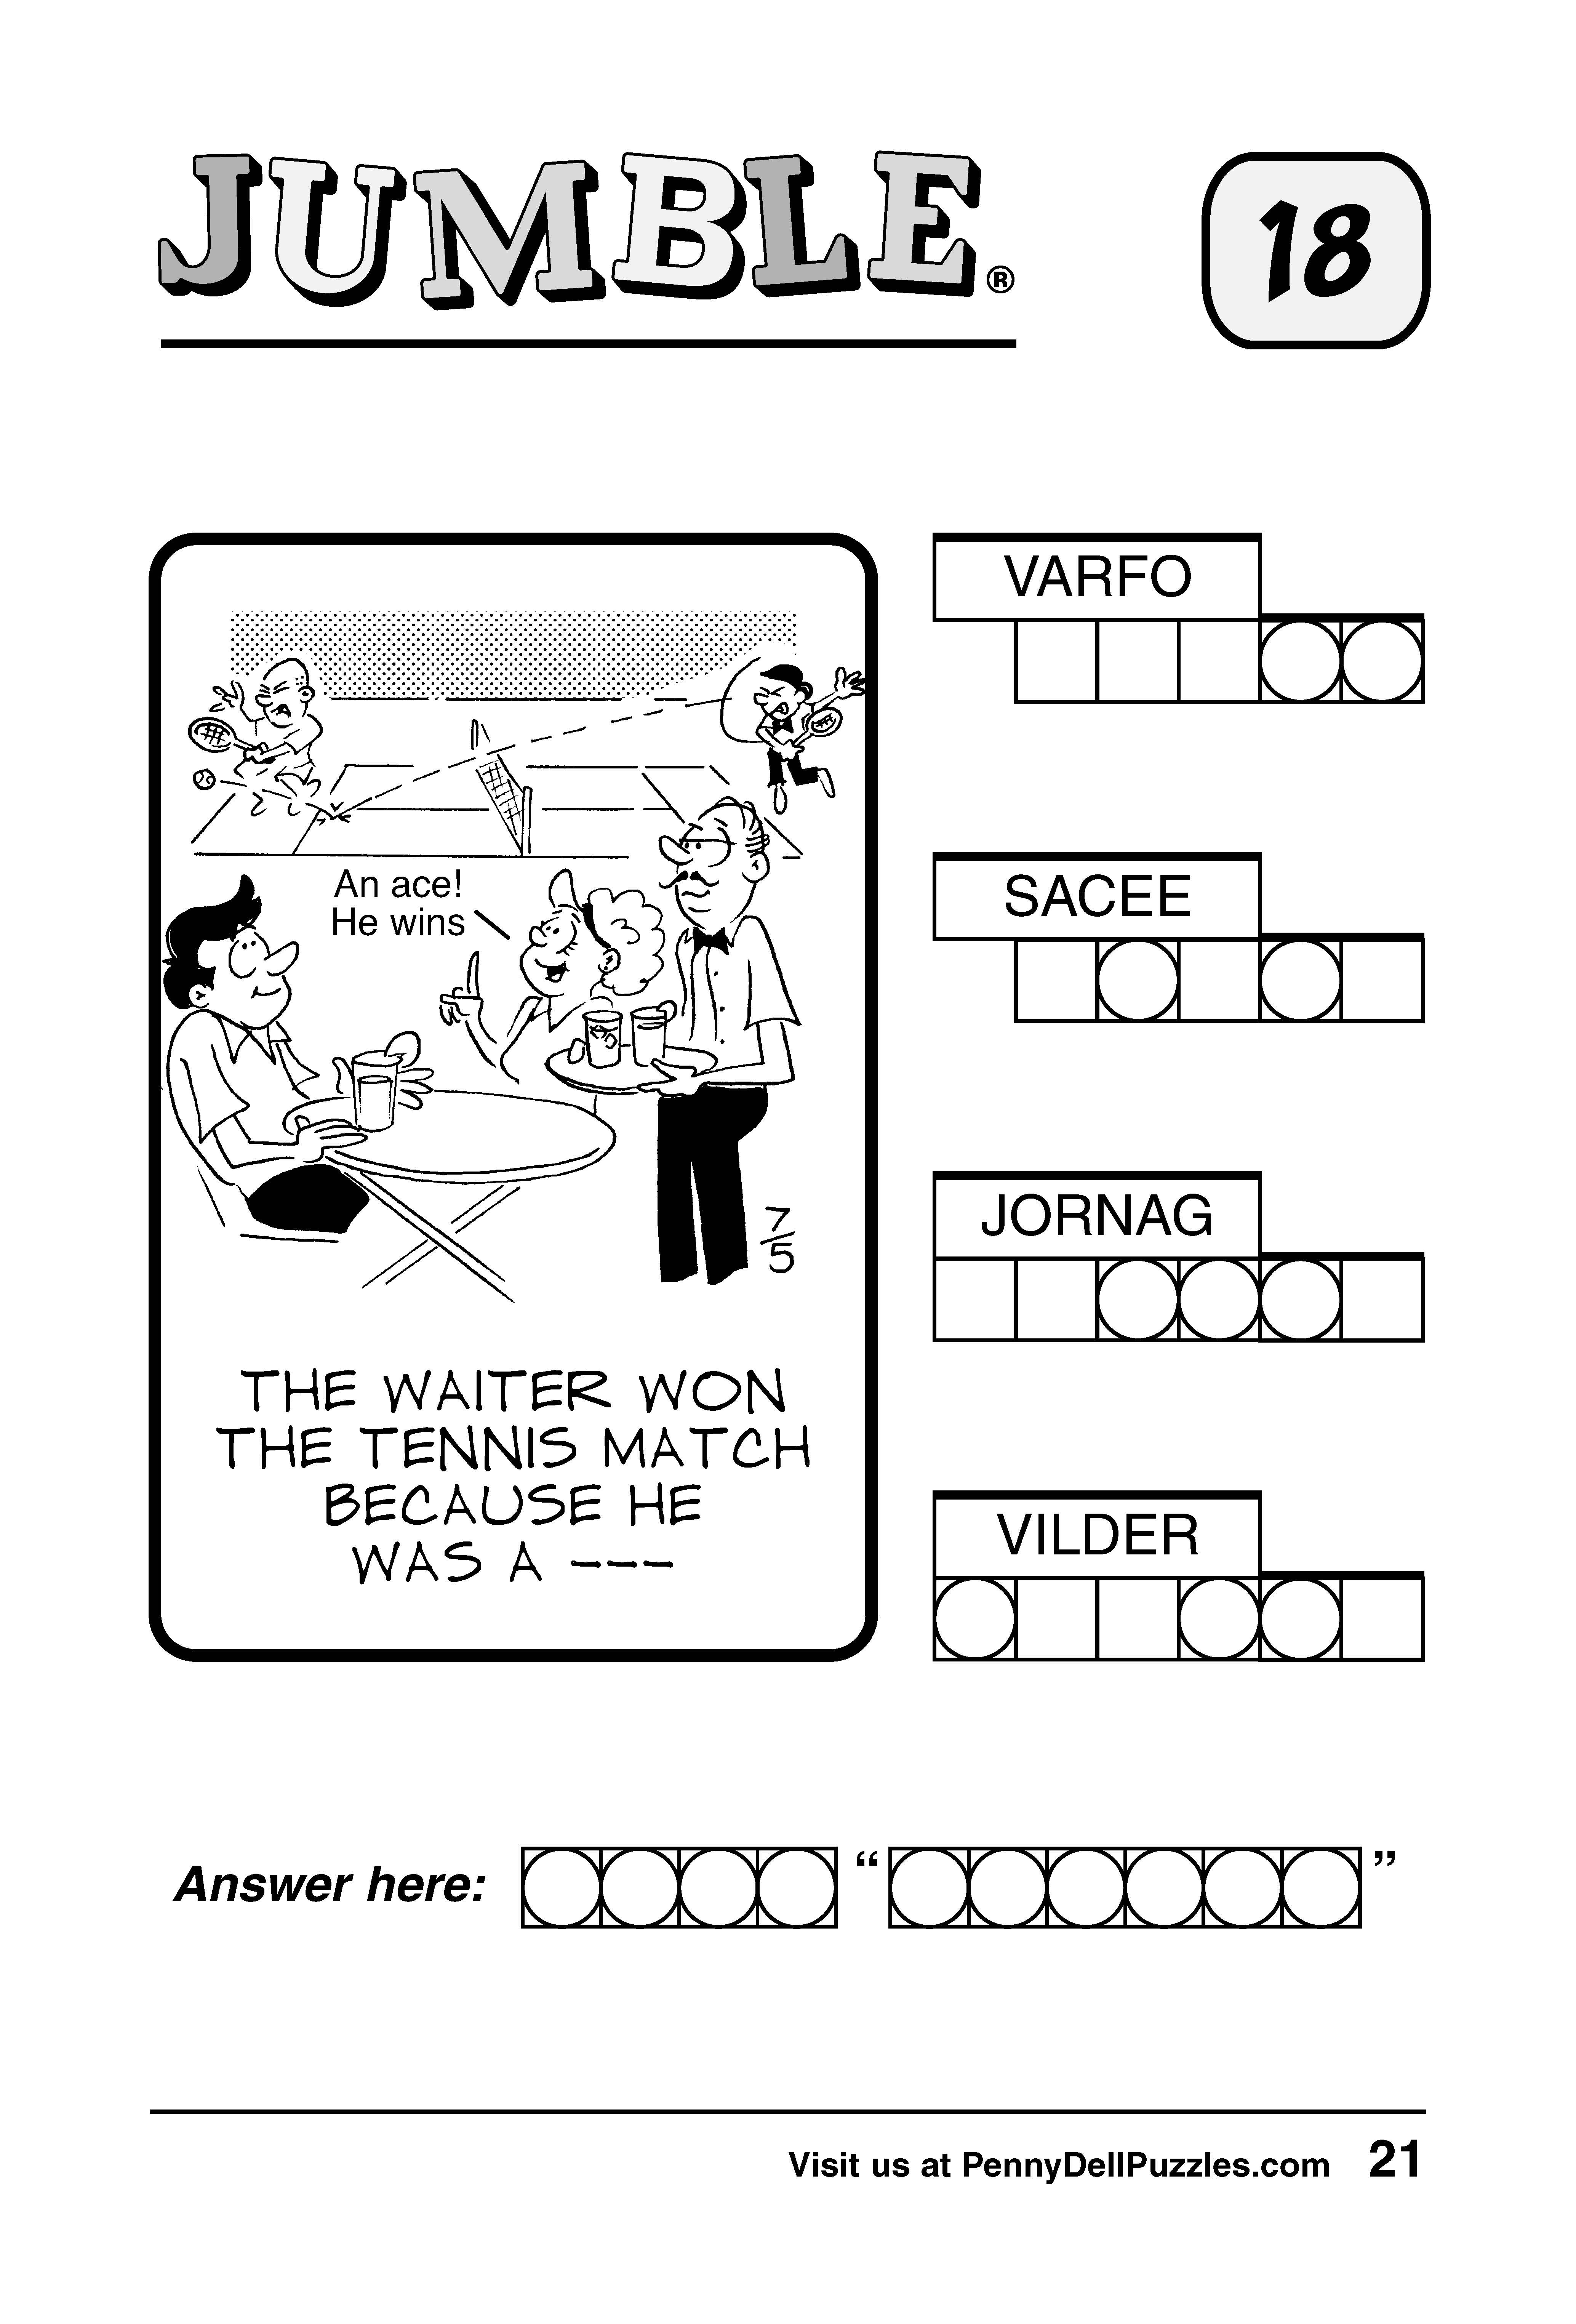 JUMBLE®
18
An ace!
He wins
7
5
THE WAITER WON
THE TENNIS MATCH
BECAUSE HE
WAS A ---
VARFO
SACEE
JORNAG
VILDER
Answer here: “ ”
Visit us at PennyDellPuzzles.com 21